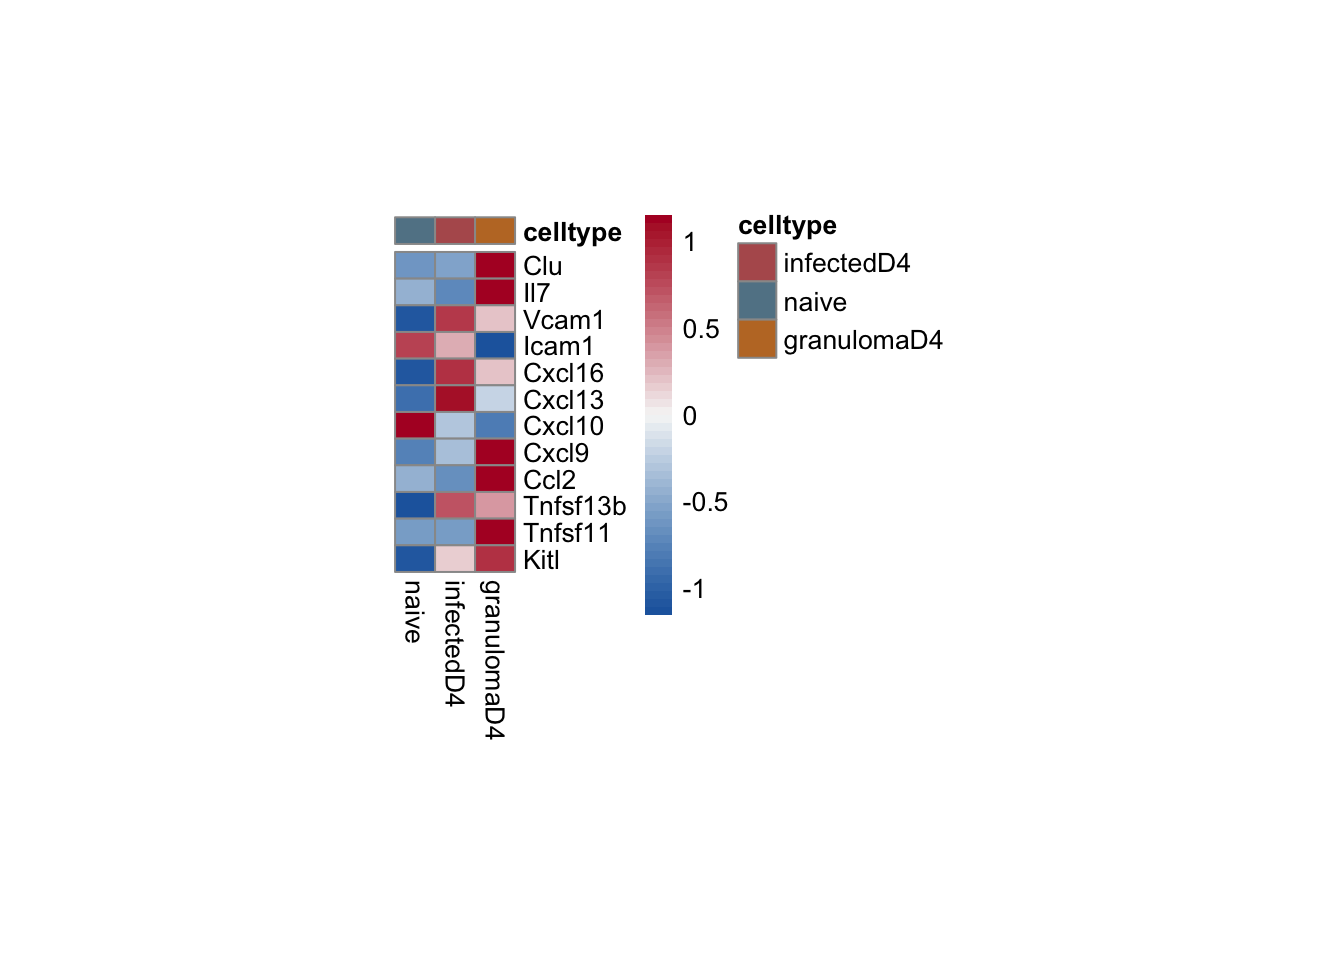 celltype
Clu
Il7
Vcam1
Icam1
Cxcl16
Cxcl13
Cxcl10
Cxcl9
Ccl2
Tnfsf13b
Tnfsf11
Kitl
naive
infectedD4
granulomaD4
1
0.5
0
-0.5
-1
celltype
infectedD4
naive
granulomaD4